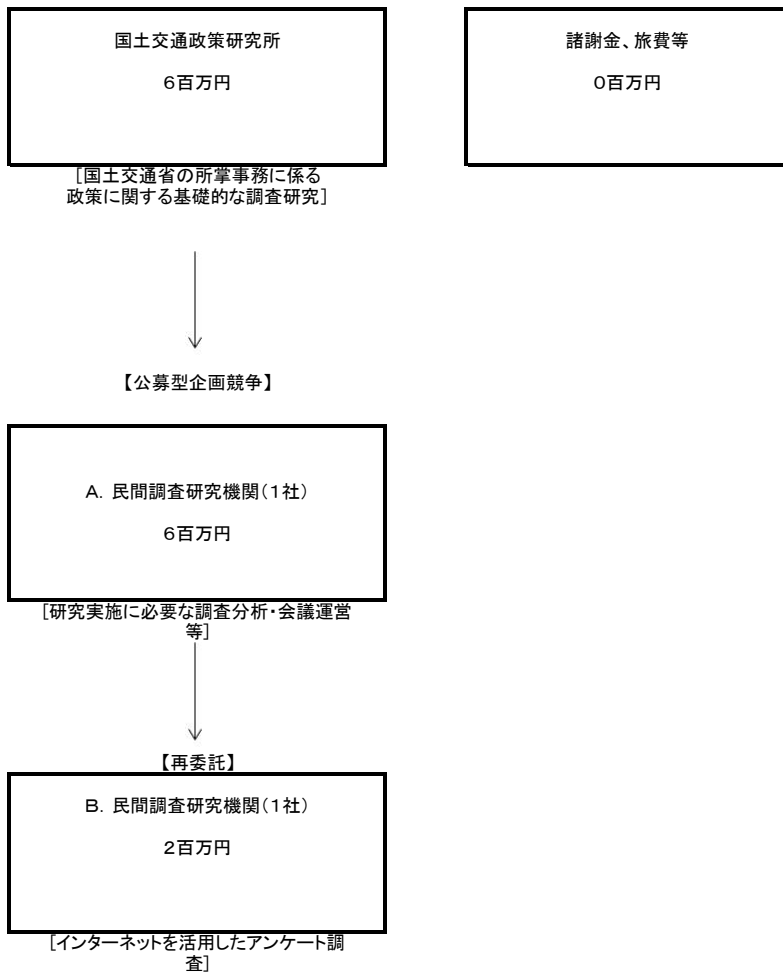 国土交通政策研究所
6百万円
諸謝金、旅費等
0百万円
[国土交通省の所掌事務に係る
政策に関する基礎的な調査研究]
【公募型企画競争】
A. 民間調査研究機関(1社)
6百万円
[研究実施に必要な調査分析・会議運営
等]
【再委託】
B. 民間調査研究機関(1社)
2百万円
[インターネットを活用したアンケート調
査]